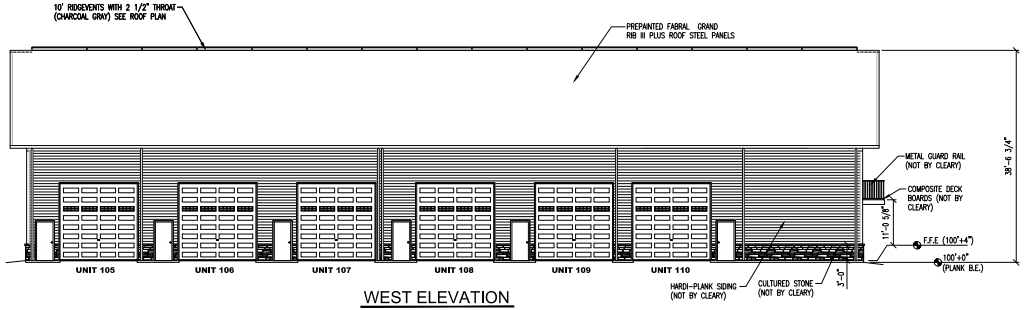 10' RIDGEVENTS WITH 2 1/2" THROAT
(CHARCOAL GRAY) SEE ROOF PLAN
PREPAINTED FABRAL GRAND
RIB III PLUS ROOF STEEL PANELS
38'-6 3/4"
METAL GUARD RAIL
(NOT BY CLEARY)
COMPOSITE DECK
BOARDS (NOT BY
CLEARY)
11'-0 5/8"
F.F.E (100'+4")
100'+0"
(PLANK B.E.)
UNIT 105
UNIT 106
UNIT 107
UNIT 108
UNIT 109
UNIT 110
HARDI-PLANK SIDING
(NOT BY CLEARY)
CULTURED STONE
(NOT BY CLEARY)
3'-0"
WEST ELEVATION